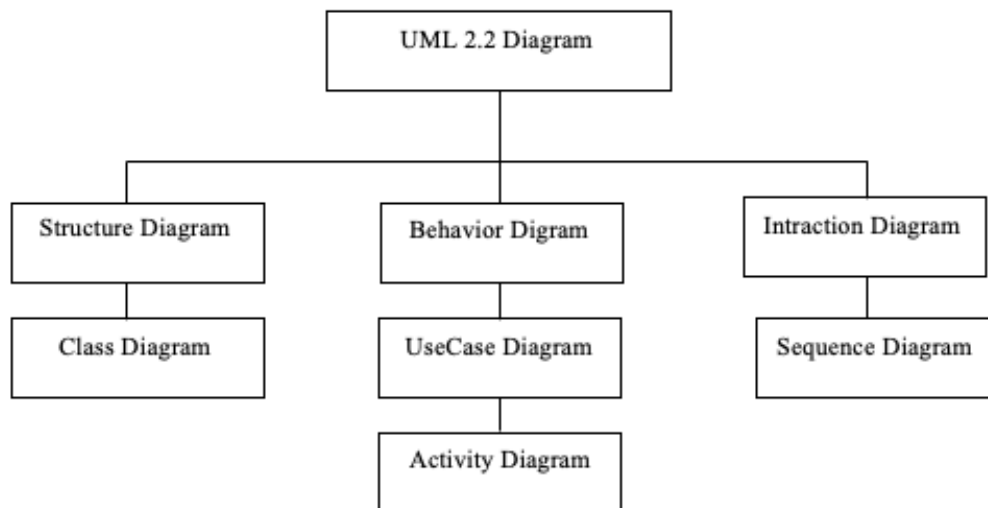 UML 2.2 Diagram
Structure Diagram
Behavior Digram
Intraction Diagram
Class Diagram
UseCase Diagram
Sequence Diagram
Activity Diagram